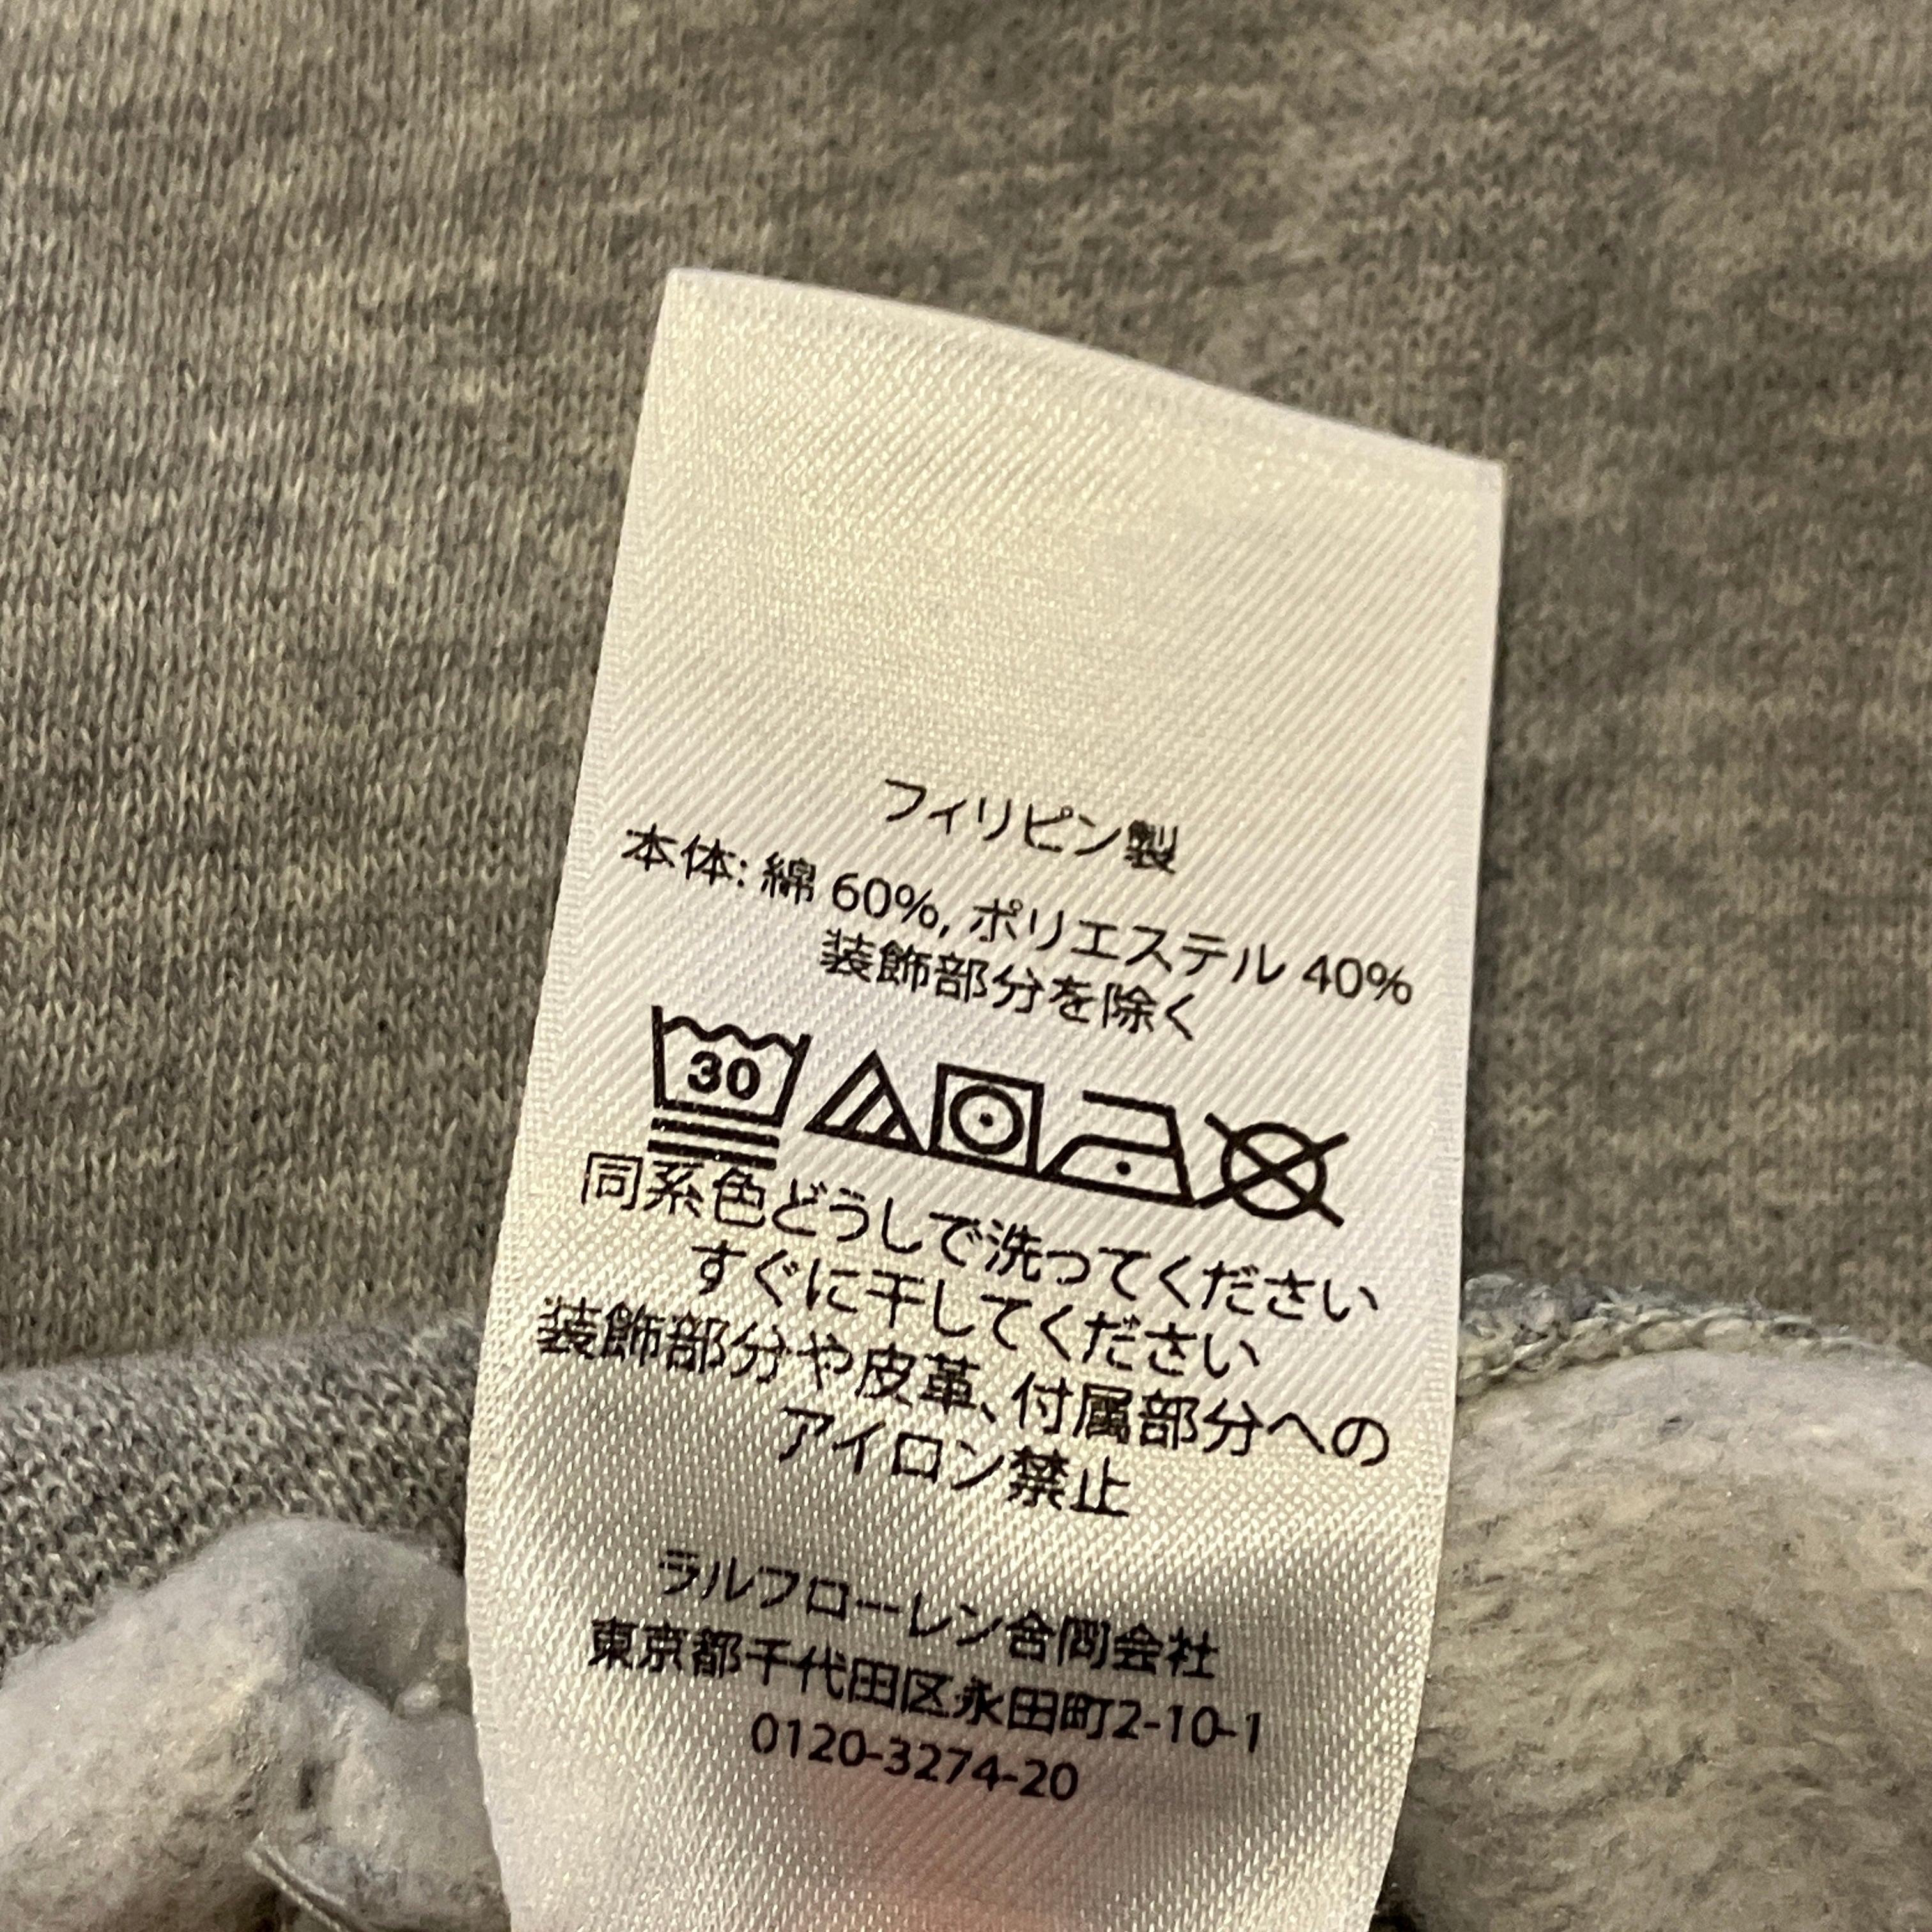 フィリピン製
本体: 綿 60%, ポリエステル 40%
装飾部分を除く
30
同系色どうしで洗ってください
すぐに干してください
装飾部分や皮革、付属部分への
アイロン禁止
ラルフローレン合同会社
東京都千代田区永田町2-10-1
0120-3274-20